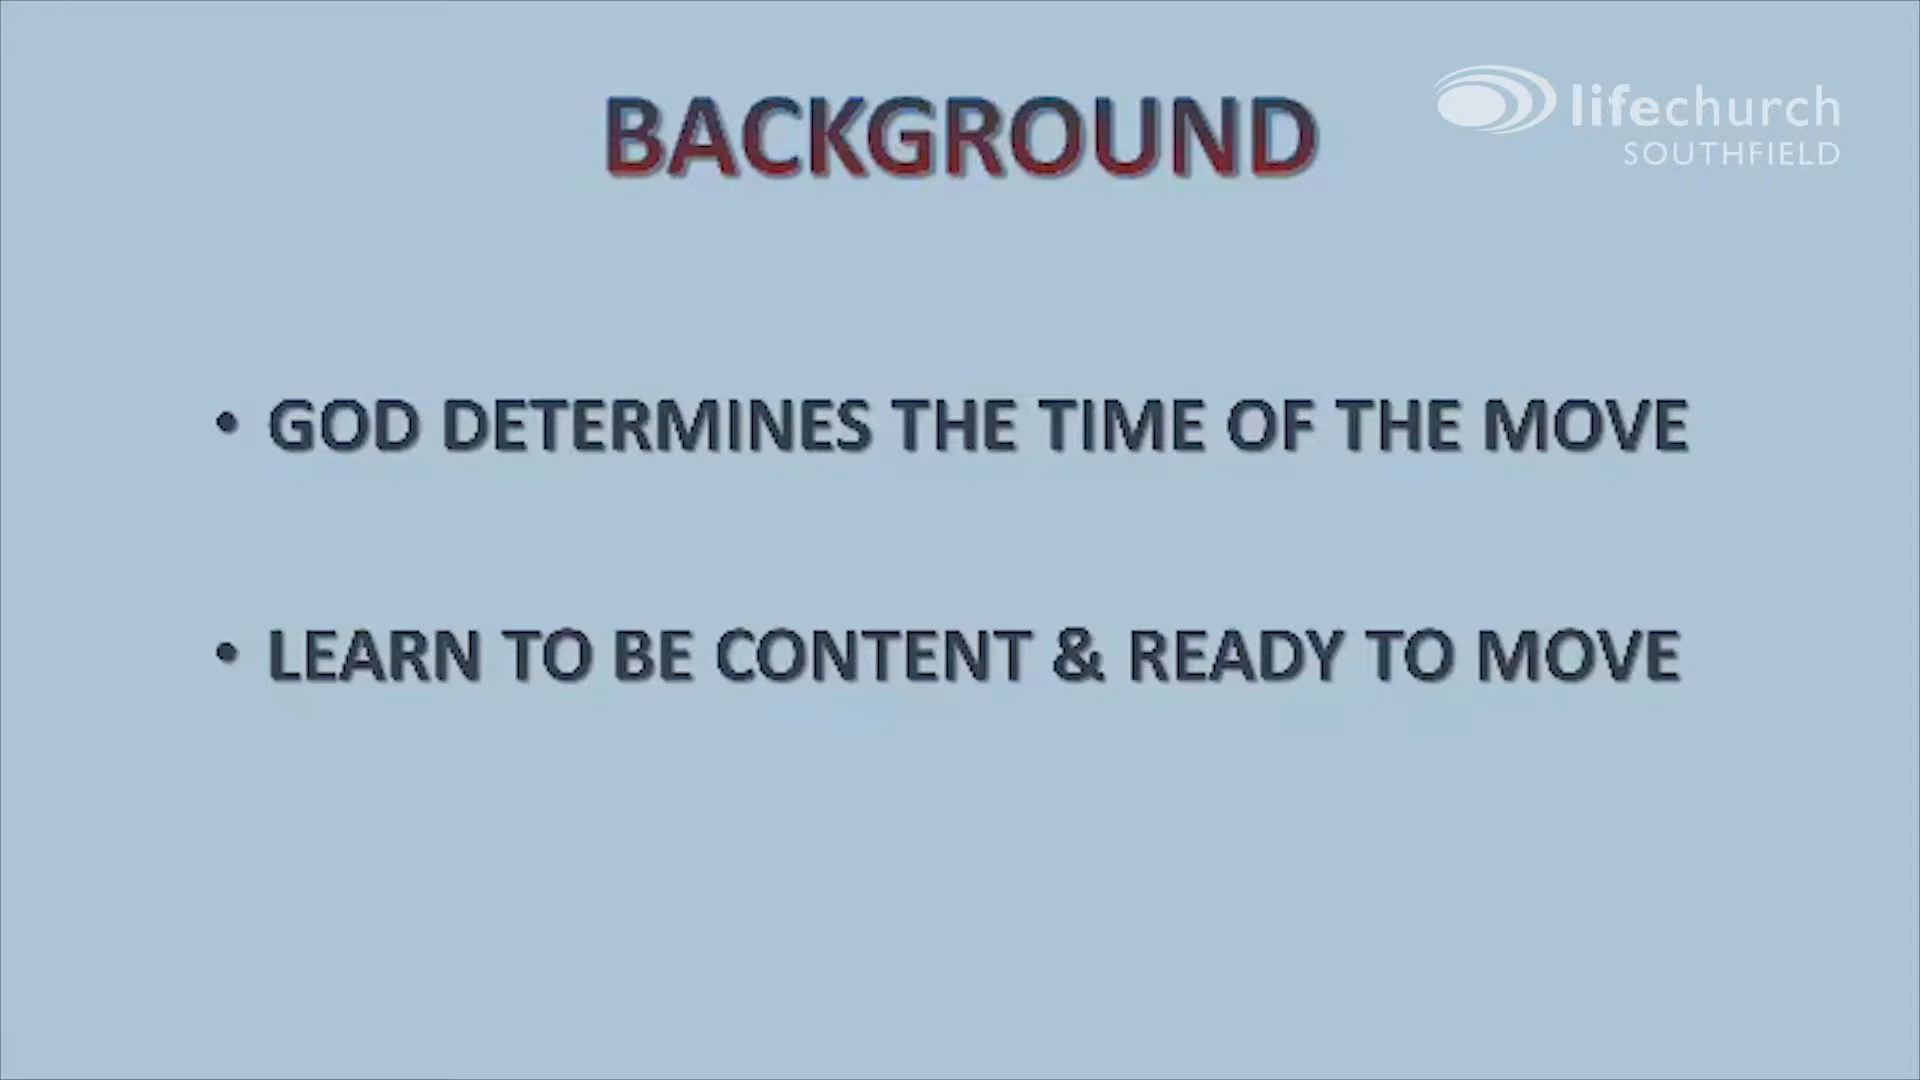 BACKGROUND
lifechurch
SOUTHFIELD
• GOD DETERMINES THE TIME OF THE MOVE
• LEARN TO BE CONTENT & READY TO MOVE